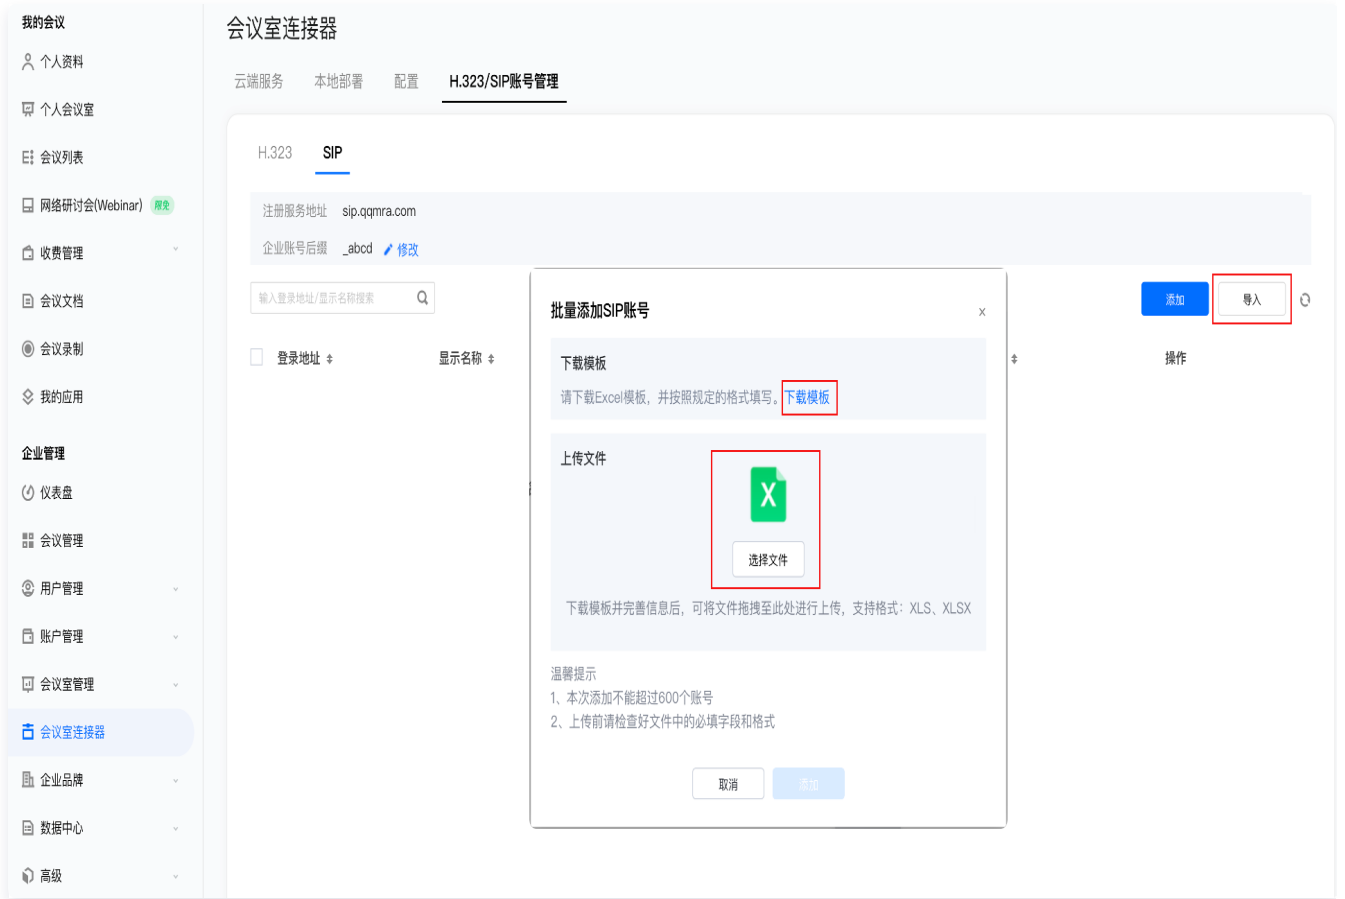 我的会议
个人资料
个人会议室
会议列表
网络研讨会(Webinar) 限免
收费管理
会议文档
会议录制
我的应用
企业管理
仪表盘
会议管理
用户管理
账户管理
会议室管理
会议室连接器
企业品牌
数据中心
高级
会议室连接器
云端服务 本地部署 配置 H.323/SIP账号管理
H.323 SIP
注册服务地址 sip.qqmra.com
企业账号后缀 _abcd 修改
输入登录地址/显示名称搜索
添加 导入
登录地址 显示名称 操作
批量添加SIP账号 x
下载模板
请下载Excel模板，并按照规定的格式填写。下载模板
上传文件
X
选择文件
下载模板并完善信息后，可将文件拖拽至此处进行上传，支持格式：XLS、XLSX
温馨提示
1、本次添加不能超过600个账号
2、上传前请检查好文件中的必填字段和格式
取消 添加